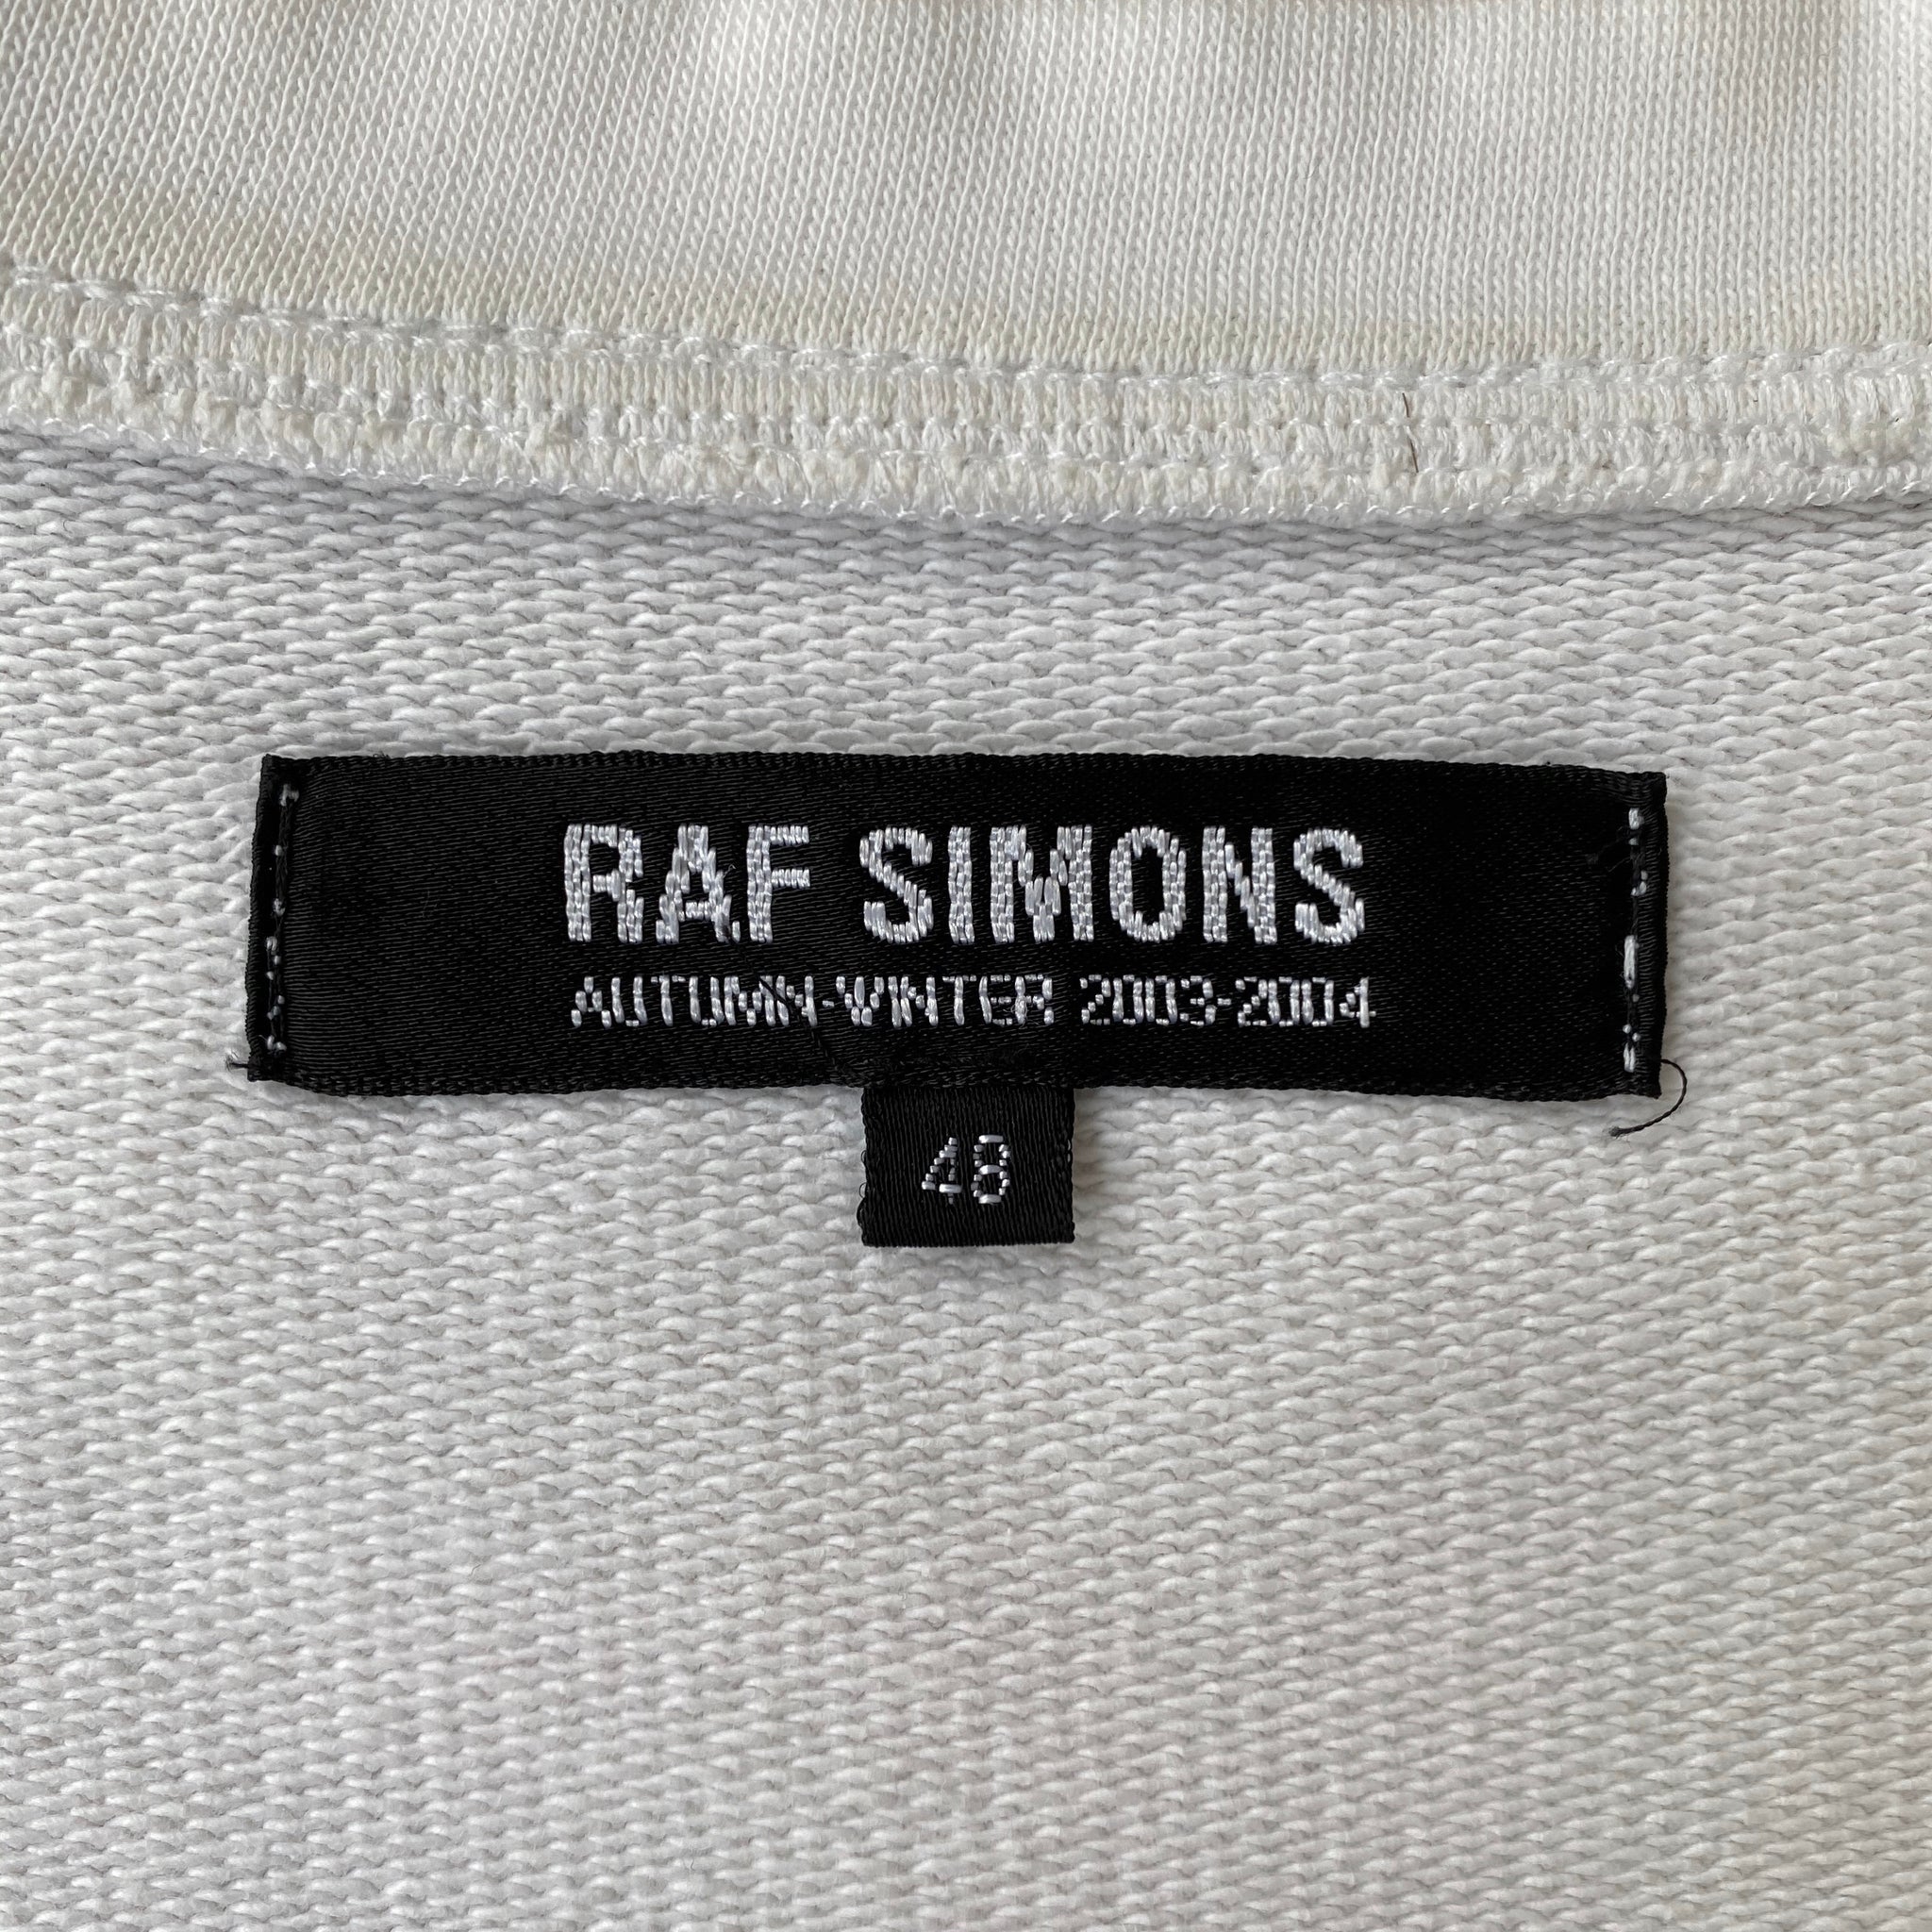 RAF SIMONS
AUTUMN-WINTER 2003-2004
48